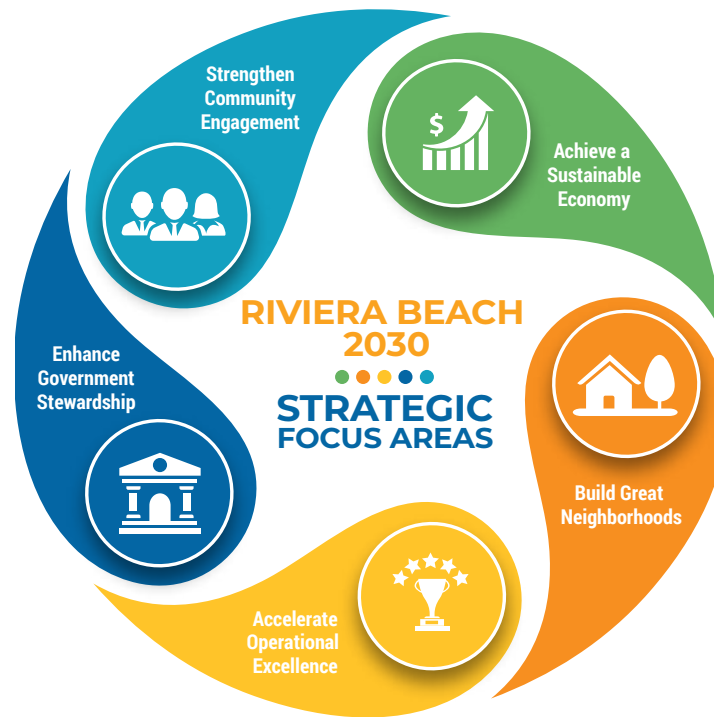 Strengthen
Community
Engagement
$
Achieve a
Sustainable
Economy
RIVIERA BEACH
2030
STRATEGIC
FOCUS AREAS
Enhance
Government
Stewardship
Build Great
Neighborhoods
Accelerate
Operational
Excellence